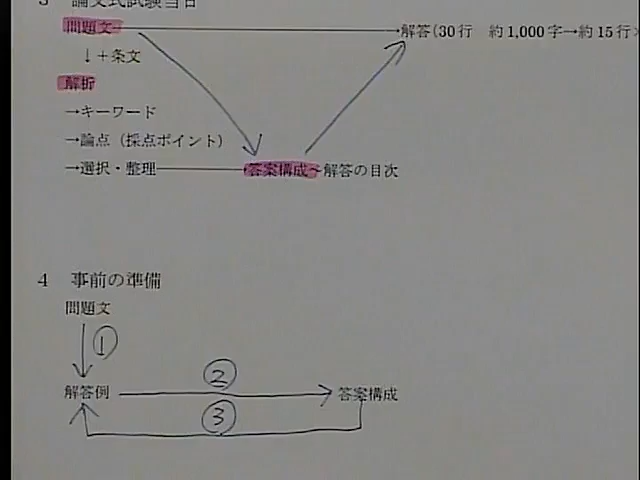 3 論文式試験当日
問題文 →解答(30行 約1,000字→約15行×
↓+条文
解析
→キーワード
→論点(採点ポイント)
→選択・整理 答案構成~解答の目次
4 事前の準備
問題文
①
解答例 ② 答案構成
③